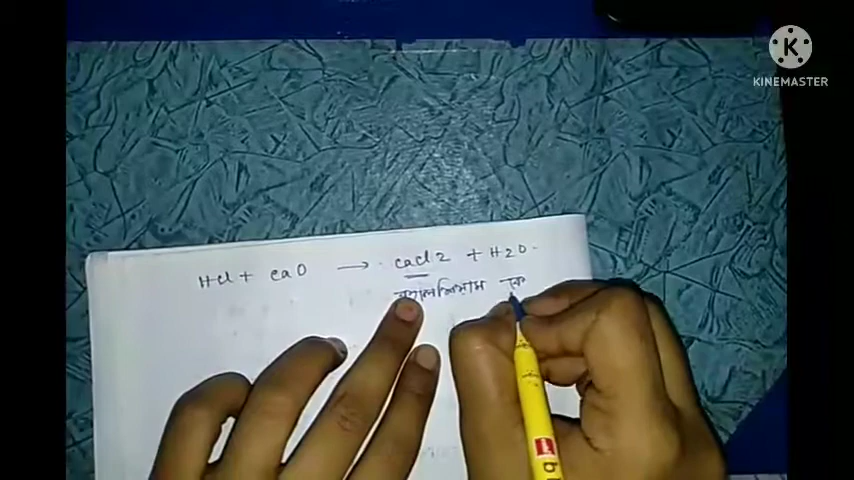 KINEMASTER
HCl + CaO → CaCl2 + H2O.
ক্যালসিয়াম ক্ল